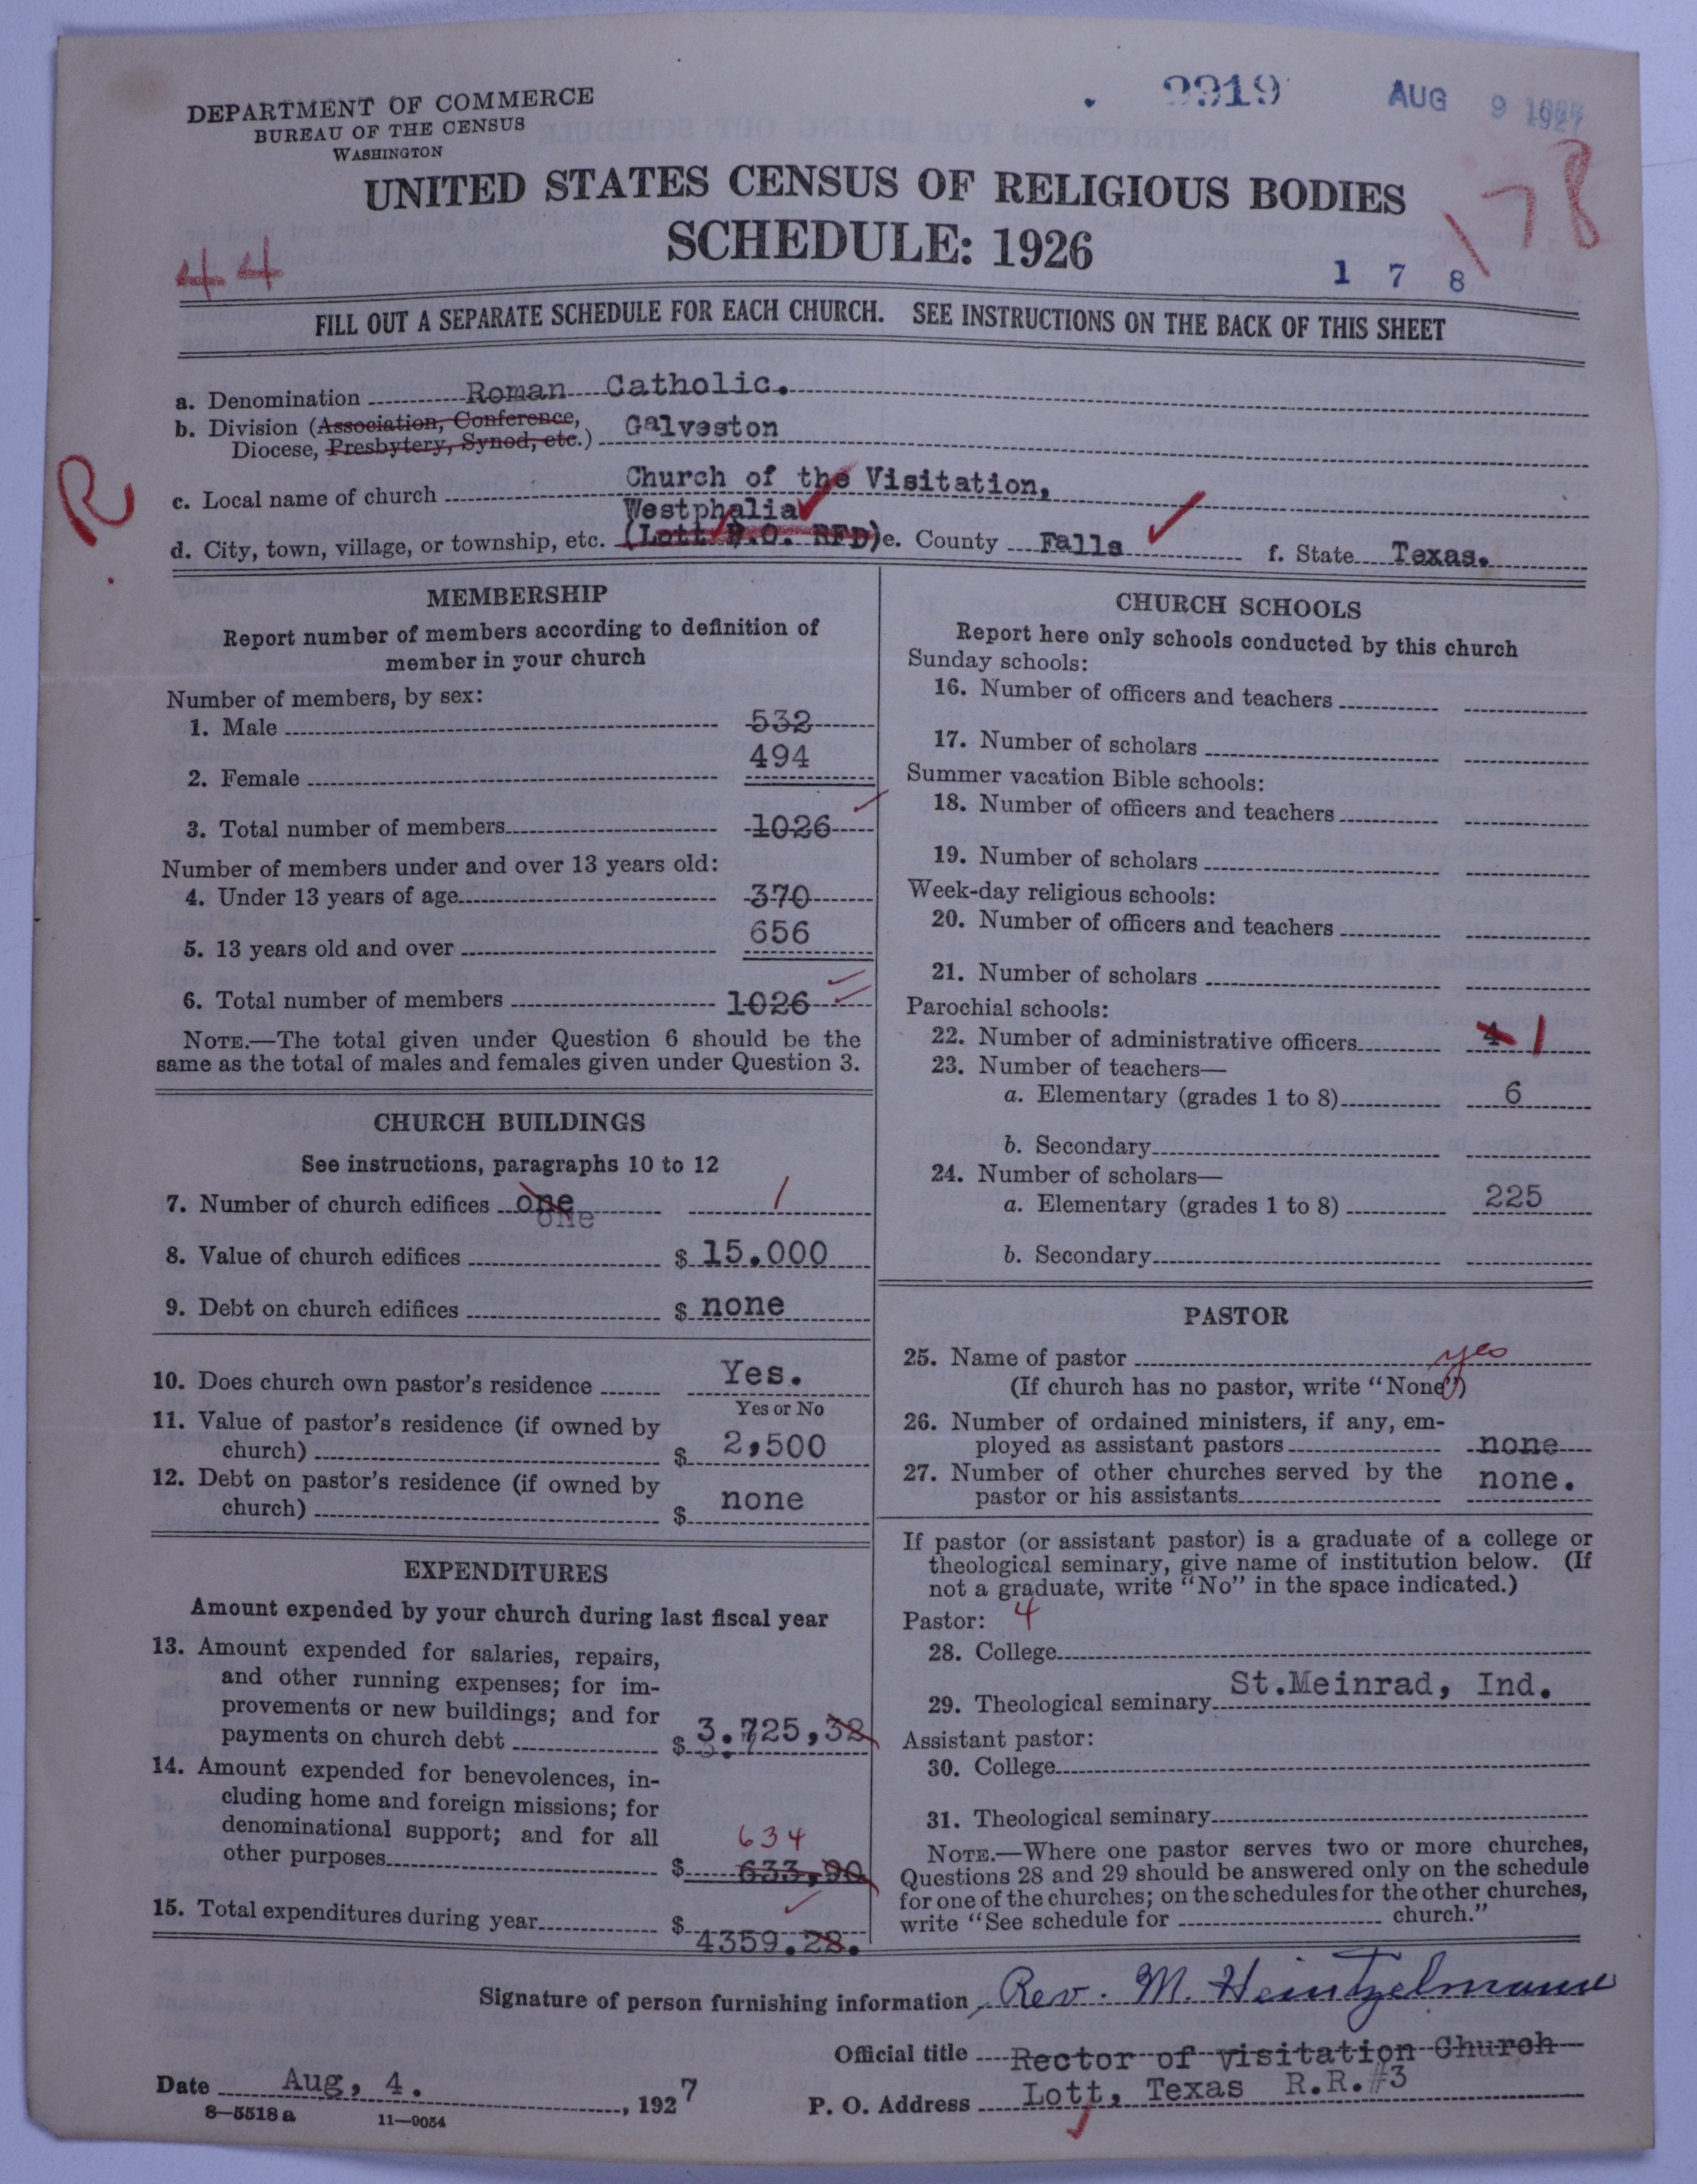 DEPARTMENT OF COMMERCE
BUREAU OF THE CENSUS
WASHINGTON
AUG 9 1927
UNITED STATES CENSUS OF RELIGIOUS BODIES
SCHEDULE: 1926
178
44
1 7 8
FILL OUT A SEPARATE SCHEDULE FOR EACH CHURCH. SEE INSTRUCTIONS ON THE BACK OF THIS SHEET
a. Denomination Roman Catholic.
b. Division (Association, Conference,
Diocese, Presbytery, Synod, etc.) Galveston
R
c. Local name of church Church of the Visitation,
Westphalia
d. City, town, village, or township, etc. (Lott P.O. RFD) e. County Falls f. State Texas.
MEMBERSHIP
Report number of members according to definition of
member in your church
Number of members, by sex:
1. Male 532
2. Female 494
3. Total number of members 1026
Number of members under and over 13 years old:
4. Under 13 years of age 370
5. 13 years old and over 656
6. Total number of members 1026
NOTE.—The total given under Question 6 should be the
same as the total of males and females given under Question 3.
CHURCH BUILDINGS
See instructions, paragraphs 10 to 12
7. Number of church edifices one 1
one
8. Value of church edifices $ 15.000
9. Debt on church edifices $ none
10. Does church own pastor's residence Yes.
Yes or No
11. Value of pastor's residence (if owned by
church) $ 2,500
12. Debt on pastor's residence (if owned by
church) $ none
EXPENDITURES
Amount expended by your church during last fiscal year
13. Amount expended for salaries, repairs,
and other running expenses; for im-
provements or new buildings; and for
payments on church debt $ 3.725,38
14. Amount expended for benevolences, in-
cluding home and foreign missions; for
denominational support; and for all 634
other purposes $ 633,90
15. Total expenditures during year $
4359.28.
CHURCH SCHOOLS
Report here only schools conducted by this church
Sunday schools:
16. Number of officers and teachers
17. Number of scholars
Summer vacation Bible schools:
18. Number of officers and teachers
19. Number of scholars
Week-day religious schools:
20. Number of officers and teachers
21. Number of scholars
Parochial schools:
22. Number of administrative officers 4 1
23. Number of teachers—
a. Elementary (grades 1 to 8) 6
b. Secondary
24. Number of scholars—
a. Elementary (grades 1 to 8) 225
b. Secondary
PASTOR
25. Name of pastor yes
(If church has no pastor, write "None")
26. Number of ordained ministers, if any, em-
ployed as assistant pastors none
27. Number of other churches served by the
pastor or his assistants none.
If pastor (or assistant pastor) is a graduate of a college or
theological seminary, give name of institution below. (If
not a graduate, write "No" in the space indicated.)
Pastor: 4
28. College
29. Theological seminary St.Meinrad, Ind.
Assistant pastor:
30. College
31. Theological seminary
NOTE.—Where one pastor serves two or more churches,
Questions 28 and 29 should be answered only on the schedule
for one of the churches; on the schedules for the other churches,
write "See schedule for church."
Signature of person furnishing information Rev. M. Heintzelmann
Official title Rector of visitation Church
Date Aug, 4. , 1927
P. O. Address Lott, Texas R.R.#3
8—5518 a 11—9054